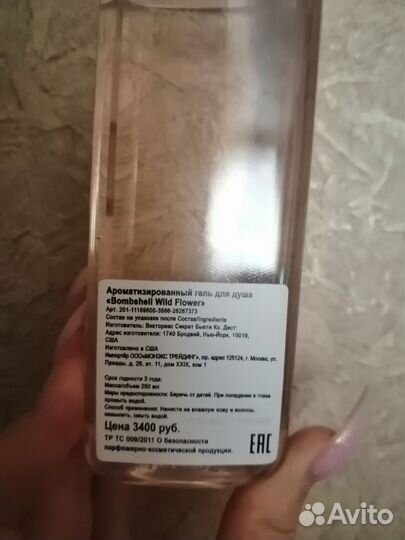 Ароматизированный гель для душа
«Bombshell Wild Flower»
Арт. 201-11189605-3586-26267373
Состав на упаковке после Состав/Ingredients
Изготовитель: Викториас Сикрет Бьюти Ко. Дист.
Адрес изготовителя: 1740 Бродвей, Нью-Йорк, 10019,
США
Изготовлено в США
Импортёр ООО«МОНЭКС ТРЕЙДИНГ», юр. адрес 125124, г. Москва, ул.
Правды, д. 26, эт. 11, пом XXIX, ком 1
Срок годности 3 года.
Масса/объем 250 мл
Меры предосторожности: Беречь от детей. При попадании в глаза
промыть водой.
Способ применения: Нанести на влажную кожу и волосы,
намылить, смыть водой.
Цена 3400 руб.
ТР ТС 009/2011 О безопасности
парфюмерно-косметической продукции.
EAC
Avito